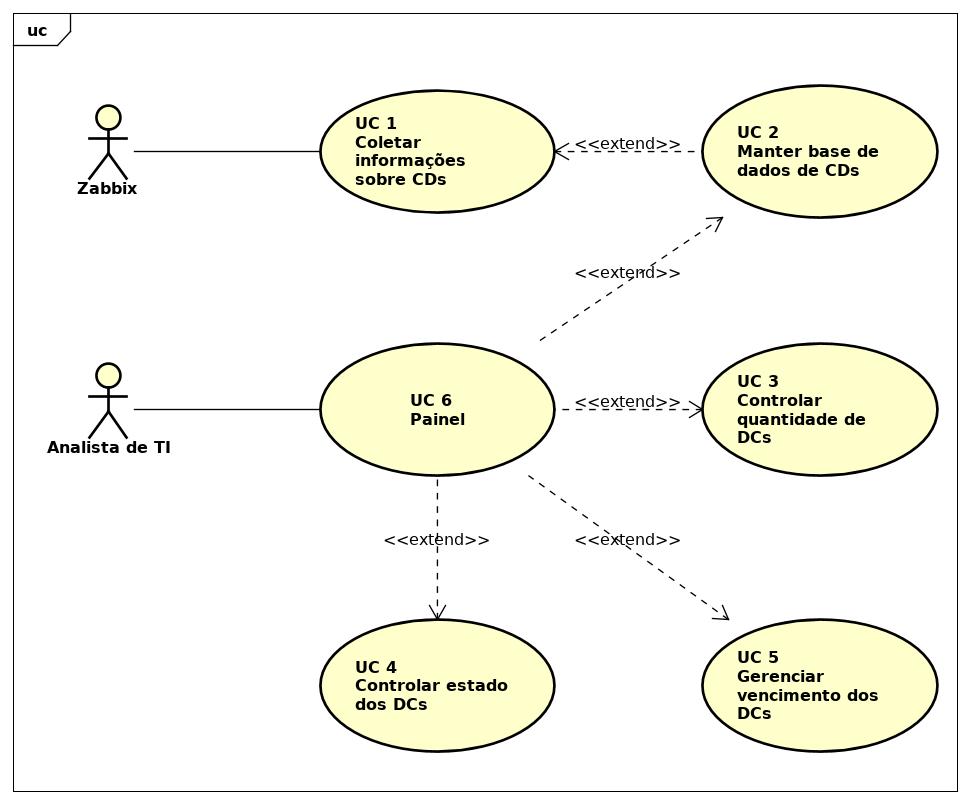 uc
Zabbix
UC 1
Coletar
informações
sobre CDs
<<extend>>
UC 2
Manter base de
dados de CDs
<<extend>>
Analista de TI
UC 6
Painel
<<extend>>
UC 3
Controlar
quantidade de
DCs
<<extend>>
<<extend>>
UC 4
Controlar estado
dos DCs
UC 5
Gerenciar
vencimento dos
DCs